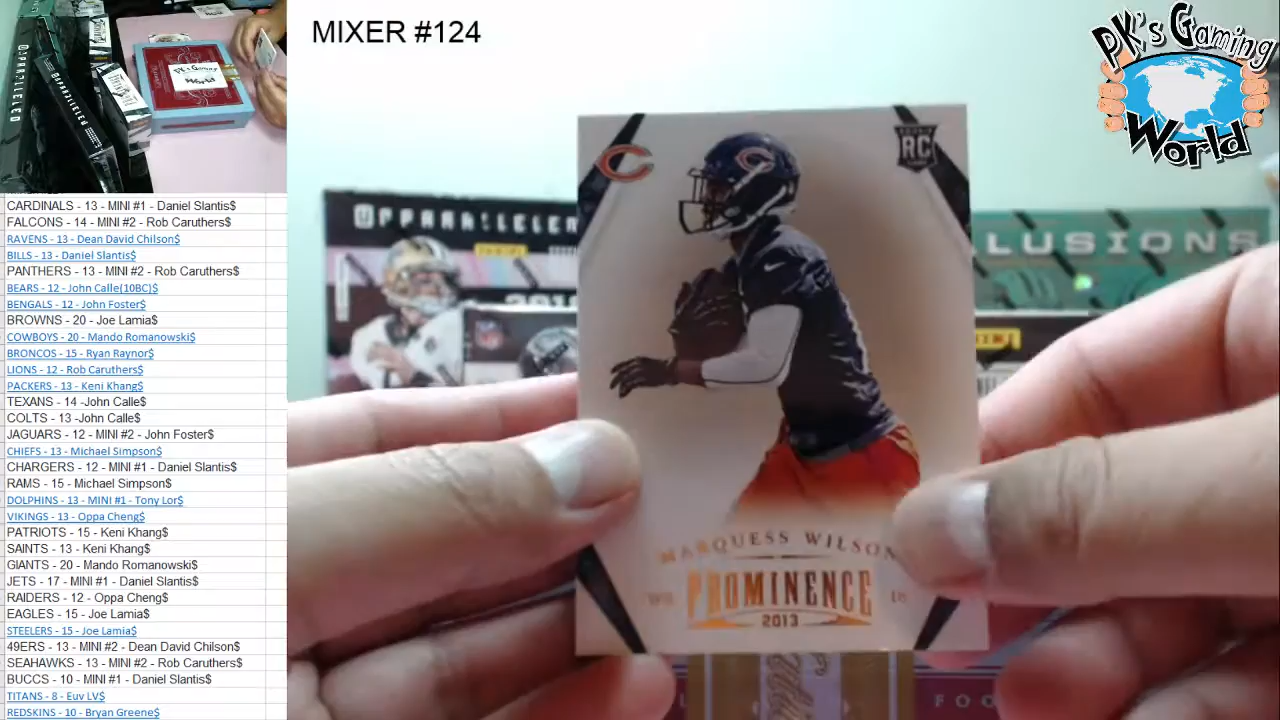 MIXER #124
PK's Gaming World
PK's Gaming
World
CARDINALS - 13 - MINI #1 - Daniel Slantis$
FALCONS - 14 - MINI #2 - Rob Caruthers$
RAVENS - 13 - Dean David Chilson$
BILLS - 13 - Daniel Slantis$
PANTHERS - 13 - MINI #2 - Rob Caruthers$
BEARS - 12 - John Calle(10BC)$
BENGALS - 12 - John Foster$
BROWNS - 20 - Joe Lamia$
COWBOYS - 20 - Mando Romanowski$
BRONCOS - 15 - Ryan Raynor$
LIONS - 12 - Rob Caruthers$
PACKERS - 13 - Keni Khang$
TEXANS - 14 -John Calle$
COLTS - 13 -John Calle$
JAGUARS - 12 - MINI #2 - John Foster$
CHIEFS - 13 - Michael Simpson$
CHARGERS - 12 - MINI #1 - Daniel Slantis$
RAMS - 15 - Michael Simpson$
DOLPHINS - 13 - MINI #1 - Tony Lor$
VIKINGS - 13 - Oppa Cheng$
PATRIOTS - 15 - Keni Khang$
SAINTS - 13 - Keni Khang$
GIANTS - 20 - Mando Romanowski$
JETS - 17 - MINI #1 - Daniel Slantis$
RAIDERS - 12 - Oppa Cheng$
EAGLES - 15 - Joe Lamia$
STEELERS - 15 - Joe Lamia$
49ERS - 13 - MINI #2 - Dean David Chilson$
SEAHAWKS - 13 - MINI #2 - Rob Caruthers$
BUCCS - 10 - MINI #1 - Daniel Slantis$
TITANS - 8 - Euv LV$
REDSKINS - 10 - Bryan Greene$
UNPARALLELED
LUSIONS
RC
MARQUESS WILSON
WR
PROMINENCE
2013
FOO